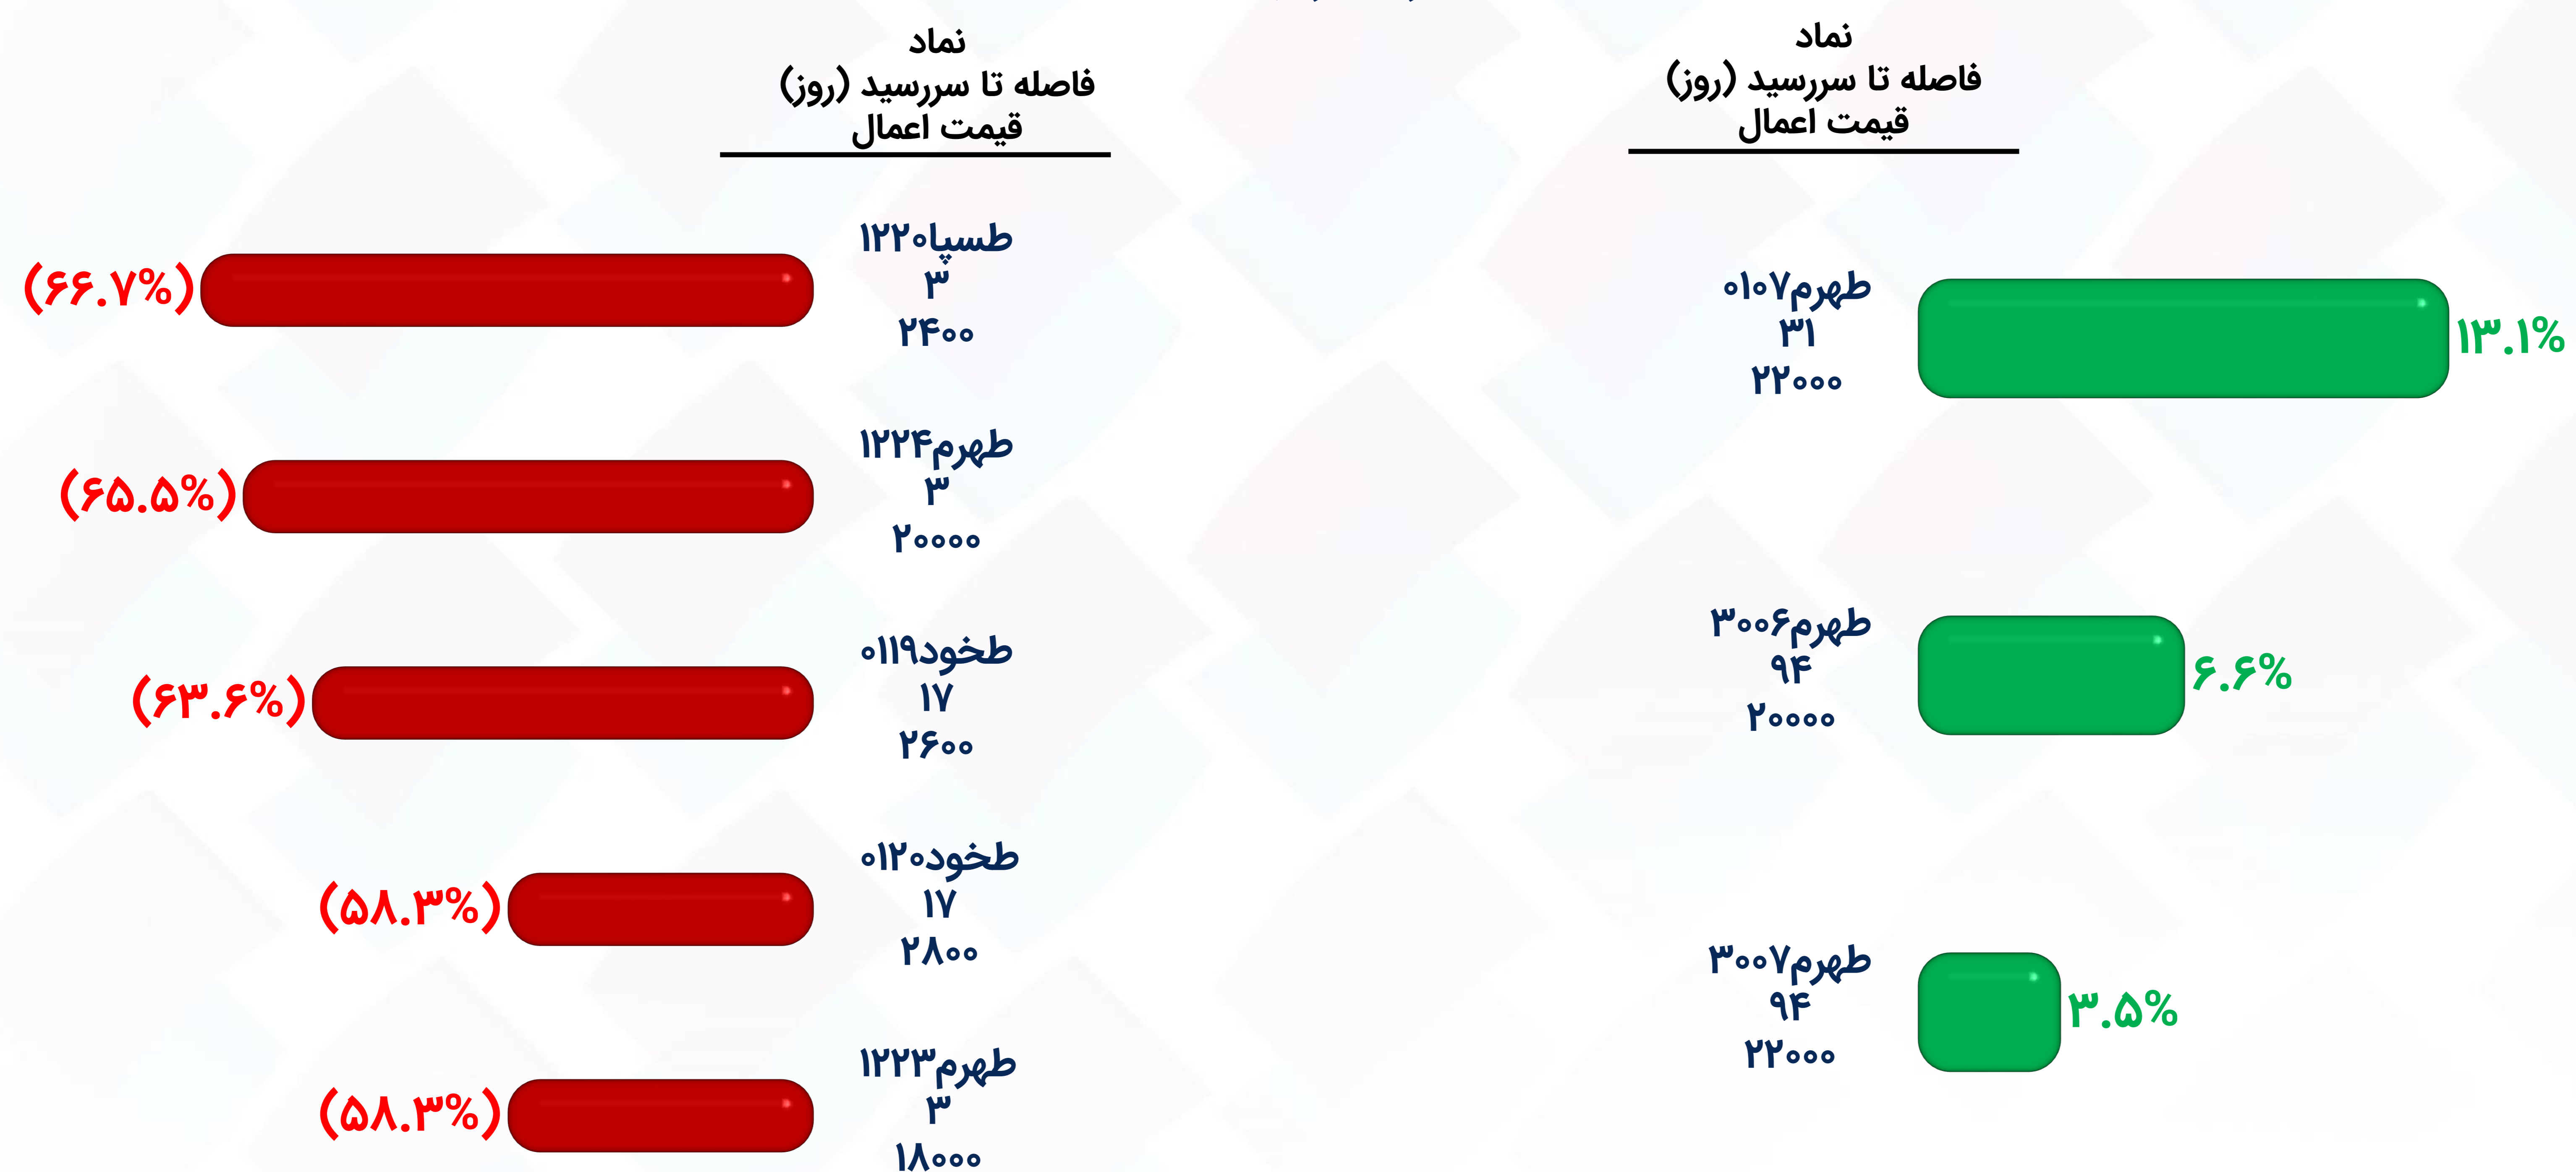 نماد
فاصله تا سررسید (روز)
قیمت اعمال
طهرم۰۱۰۷
۳۱
۲۲۰۰۰
۱۳.۱%
طهرم۳۰۰۶
۹۴
۲۰۰۰۰
۶.۶%
طهرم۳۰۰۷
۹۴
۲۲۰۰۰
۳.۵%
نماد
فاصله تا سررسید (روز)
قیمت اعمال
طسپا۱۲۲۰
۳
۲۴۰۰
(۶۶.۷%)
طهرم۱۲۲۴
۳
۲۰۰۰۰
(۶۵.۵%)
طخود۰۱۱۹
۱۷
۲۶۰۰
(۶۳.۶%)
طخود۰۱۲۰
۱۷
۲۸۰۰
(۵۸.۳%)
طهرم۱۲۲۳
۳
۱۸۰۰۰
(۵۸.۳%)